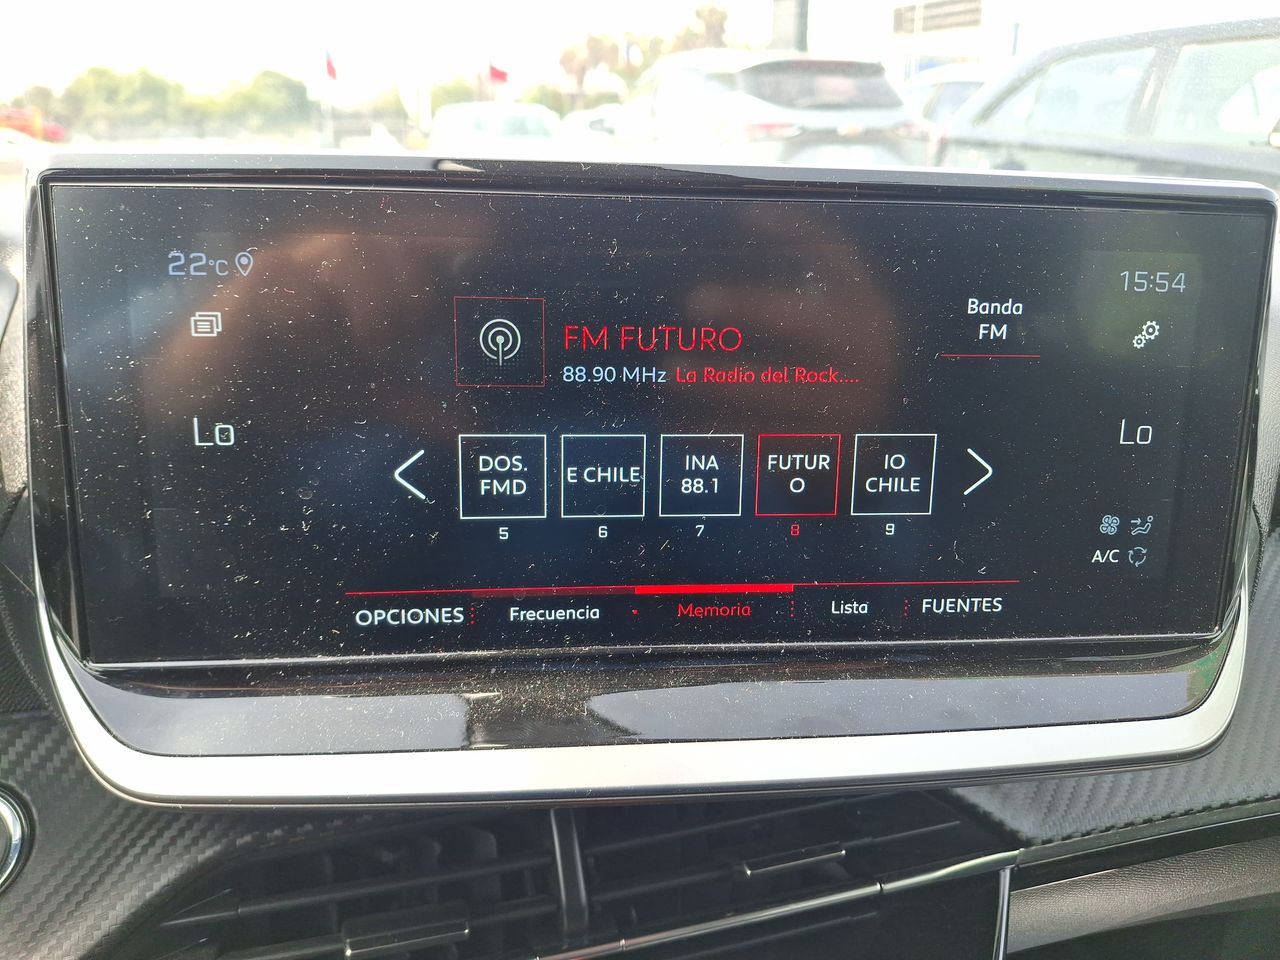 22°C
15:54
FM FUTURO
88.90 MHz La Radio del Rock....
Banda
FM
Lo
Lo
DOS.
FMD
E CHILE
INA
88.1
FUTUR
O
IO
CHILE
5
6
7
8
9
A/C
OPCIONES
Frecuencia
Memoria
Lista
FUENTES